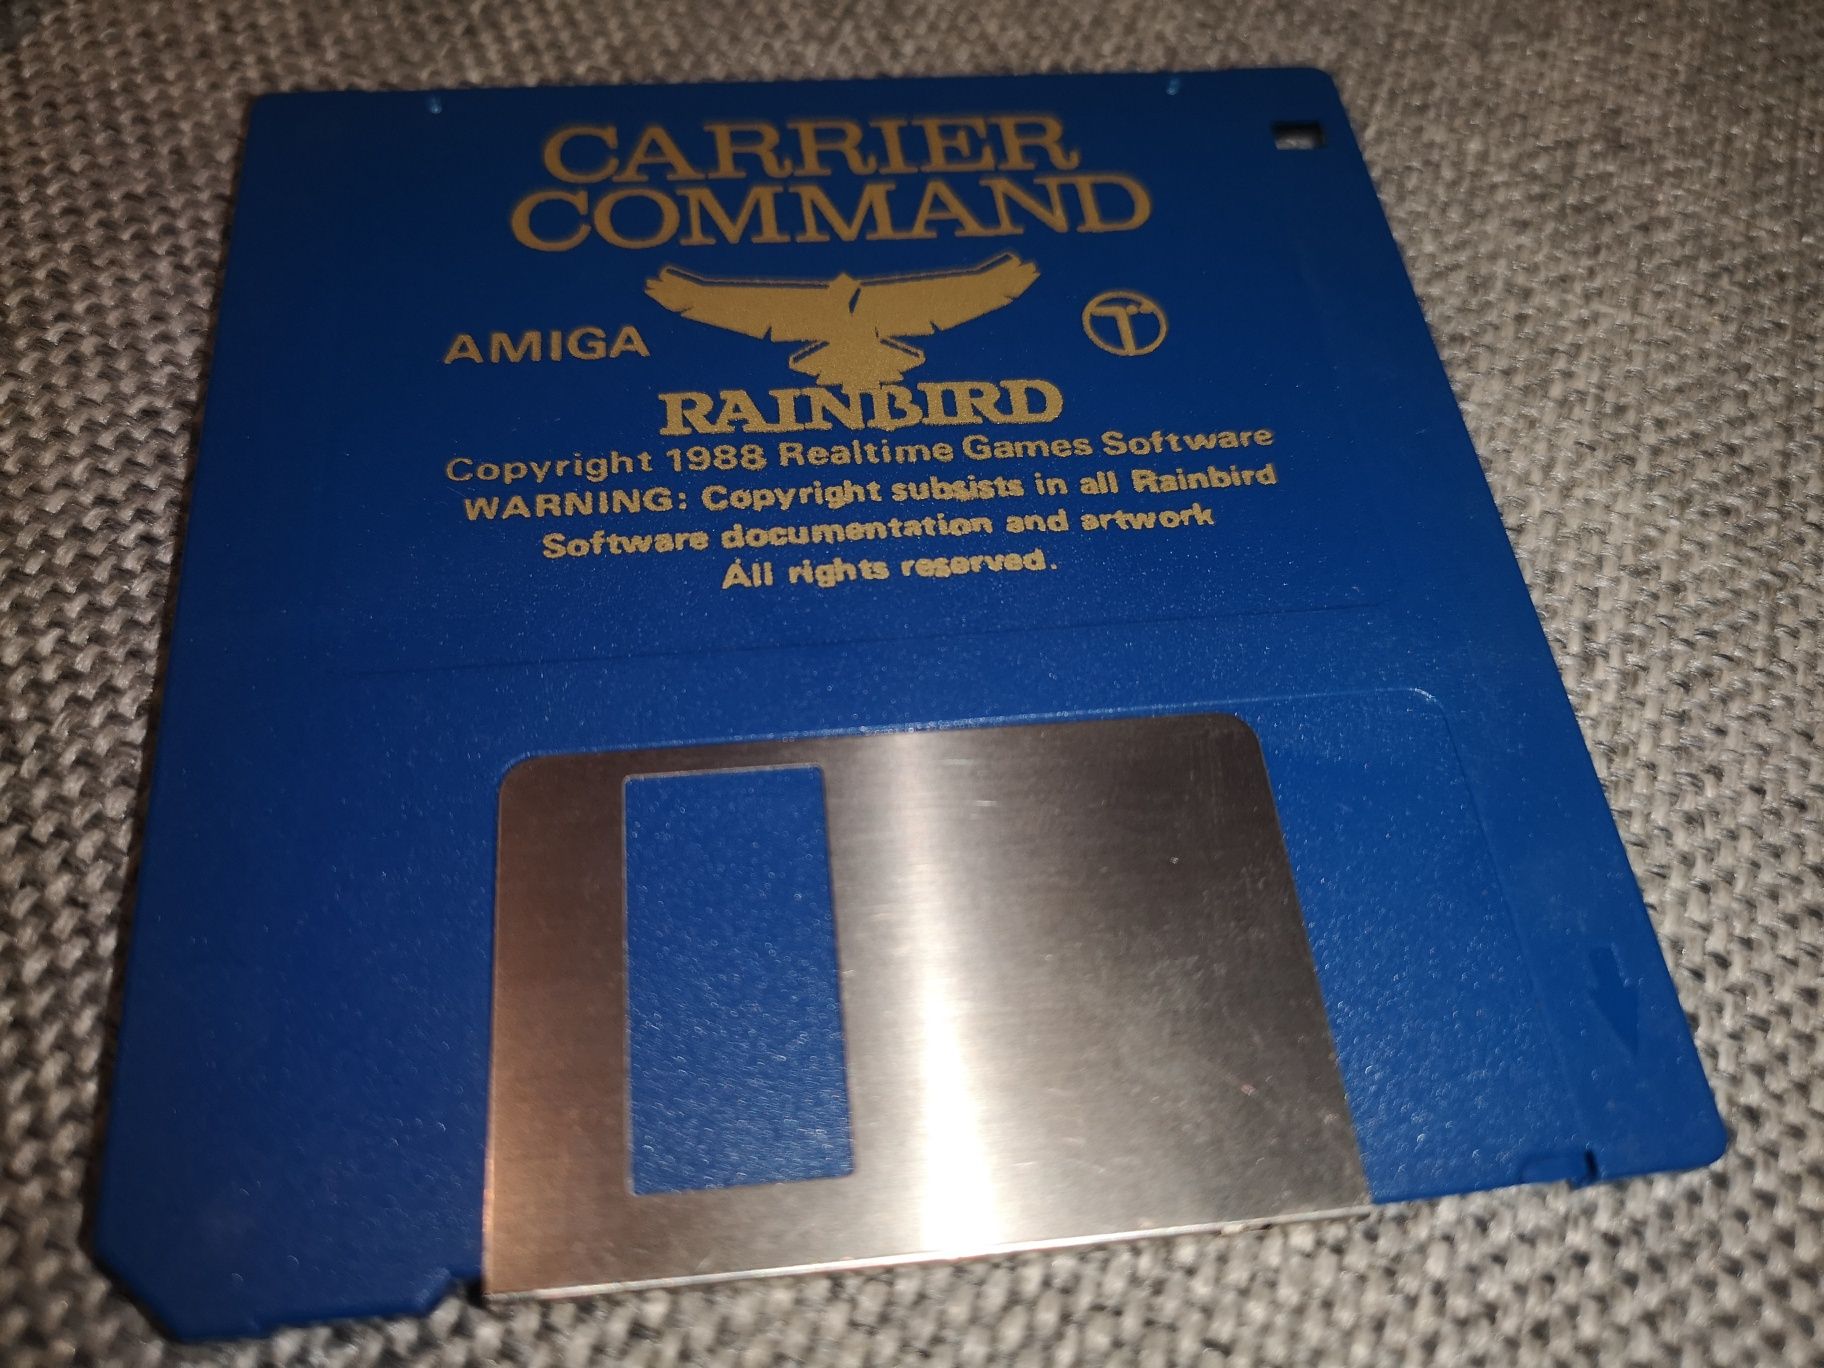 CARRIER
COMMAND
AMIGA
RAINBIRD
Copyright 1988 Realtime Games Software
WARNING: Copyright subsists in all Rainbird
Software documentation and artwork
All rights reserved.